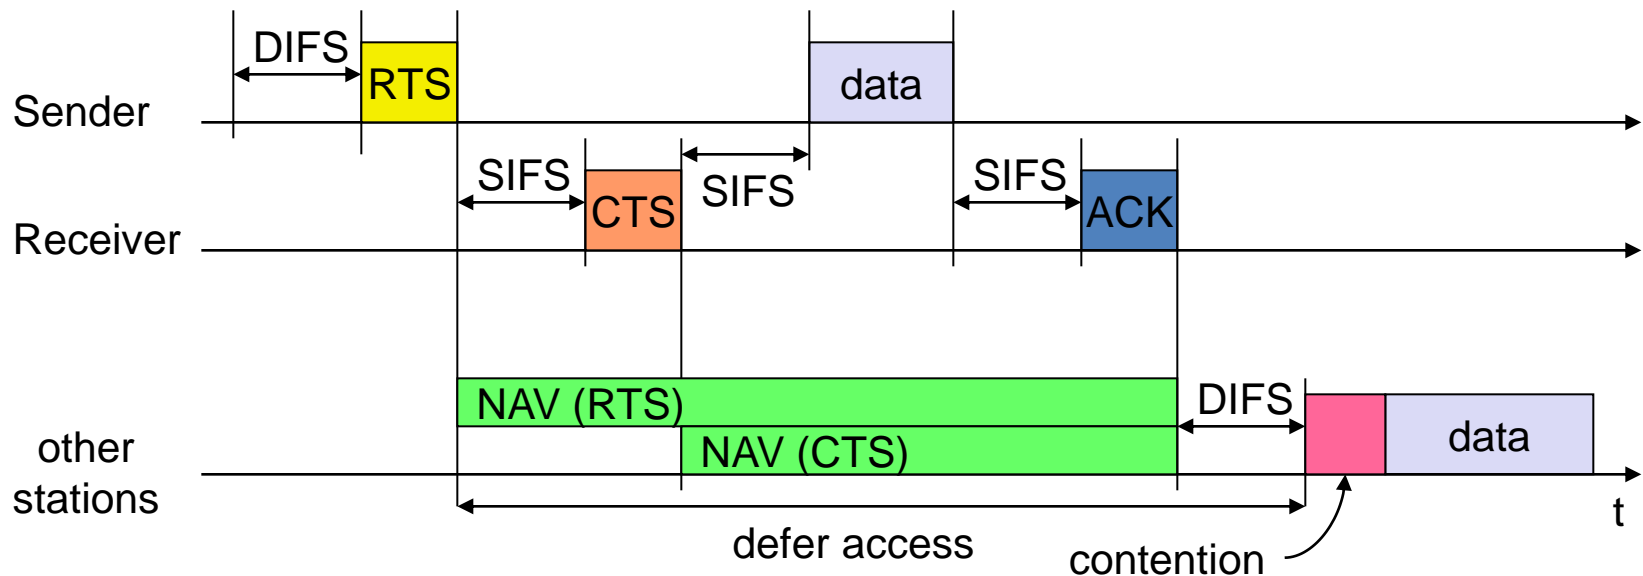 DIFS
RTS
data
Sender
SIFS
CTS
SIFS
SIFS
ACK
Receiver
NAV (RTS)
DIFS
NAV (CTS)
data
other
stations
t
defer access
contention